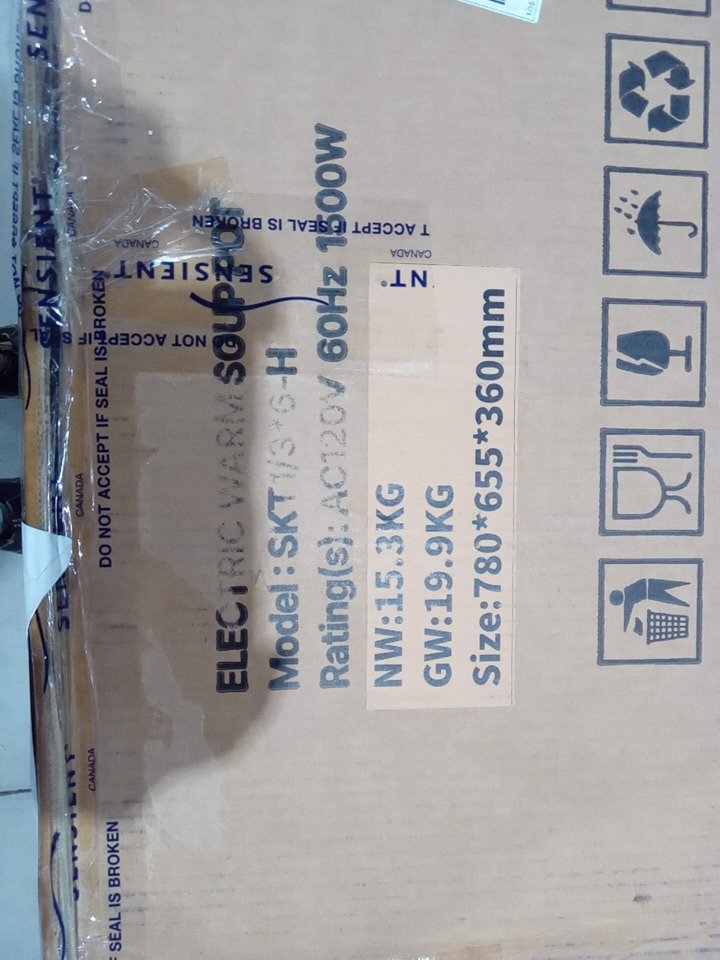 ELECTRIC WARM SOUP POT
Model : SKT1/3*6-H
Rating(s): AC120V 60Hz 1500W
NW:15.3KG
GW:19.9KG
Size:780*655*360mm
SENSIENT
CANADA
NOT ACCEPT IF SEAL IS BROKEN
NT®
CANADA
T ACCEPT IF SEAL IS BROKEN
DO NOT ACCEPT IF SEAL IS BROKEN
SENSIENT
CANADA
CANADA
CANADA
F SEAL IS BROKEN